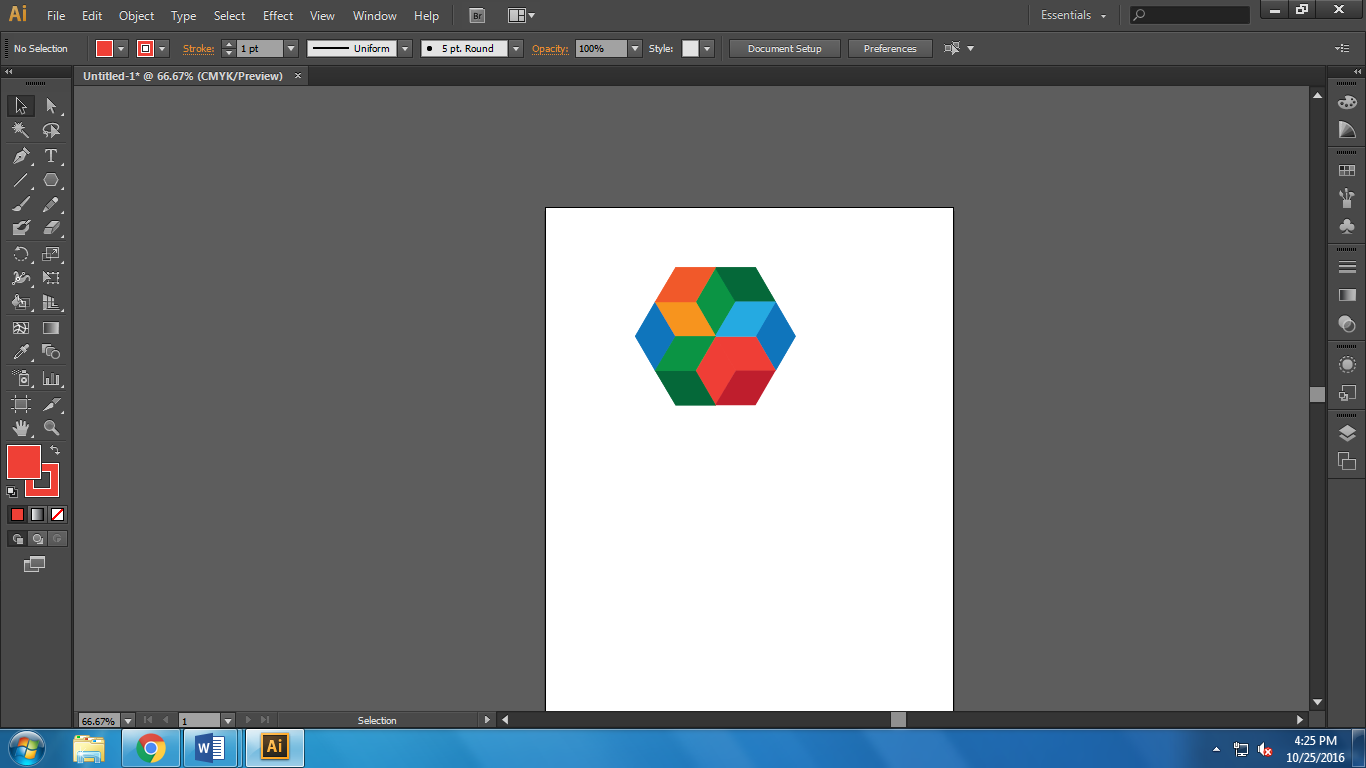 Ai File Edit Object Type Select Effect View Window Help Br Essentials
No Selection Stroke: 1 pt Uniform 5 pt. Round Opacity: 100% Style: Document Setup Preferences
Untitled-1* @ 66.67% (CMYK/Preview)
T
66.67% 1 Selection
W Ai 4:25 PM
10/25/2016